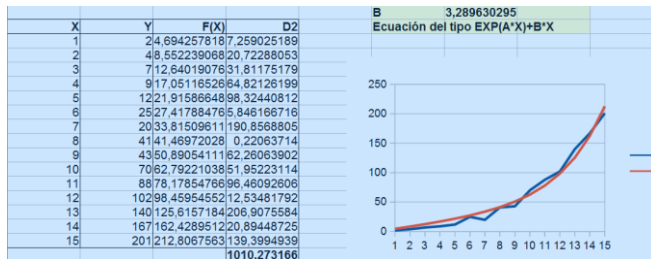 B 3,289630295
Ecuación del tipo EXP(A*X)+B*X
X Y F(X) D2
1 2 4,694257818 7,259025189
2 4 8,552239068 20,72288053
3 7 12,64019076 31,81175179
4 9 17,05116526 64,82126199
5 12 21,91586648 98,32440812
6 25 27,41788476 5,846166716
7 20 33,81509611 190,8568805
8 41 41,46972028 0,22063714
9 43 50,89054111 62,26063902
10 70 62,79221038 51,95223114
11 88 78,17854766 96,46092606
12 102 98,45954552 12,53481792
13 140 125,6157184 206,9075584
14 167 162,4289512 20,89448725
15 201 212,8067563 139,3994939
1010,273166
250
200
150
100
50
0
1 2 3 4 5 6 7 8 9 10 11 12 13 14 15